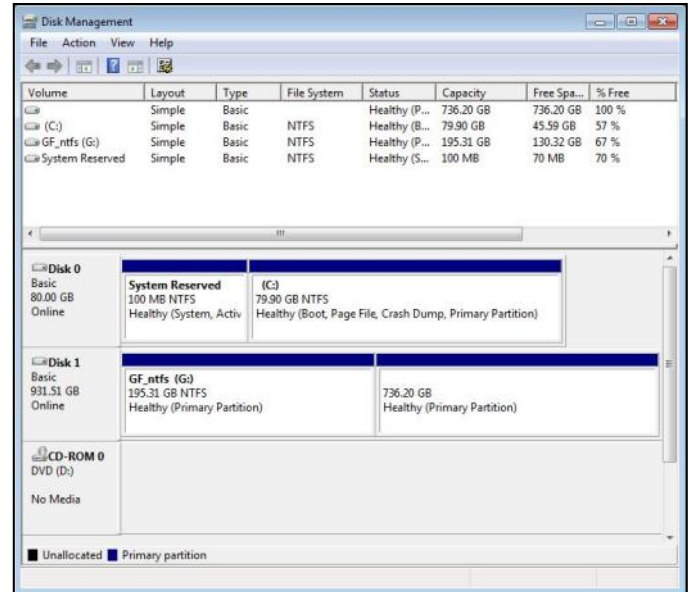 Disk Management
File Action View Help
Volume Layout Type File System Status Capacity Free Spa... % Free
Simple Basic Healthy (P... 736.20 GB 736.20 GB 100 %
(C:) Simple Basic NTFS Healthy (B... 79.90 GB 45.59 GB 57 %
GF_ntfs (G:) Simple Basic NTFS Healthy (P... 195.31 GB 130.32 GB 67 %
System Reserved Simple Basic NTFS Healthy (S... 100 MB 70 MB 70 %
Disk 0
Basic
80.00 GB
Online
System Reserved
100 MB NTFS
Healthy (System, Activ
(C:)
79.90 GB NTFS
Healthy (Boot, Page File, Crash Dump, Primary Partition)
Disk 1
Basic
931.51 GB
Online
GF_ntfs (G:)
195.31 GB NTFS
Healthy (Primary Partition)
736.20 GB
Healthy (Primary Partition)
CD-ROM 0
DVD (D:)
No Media
Unallocated Primary partition